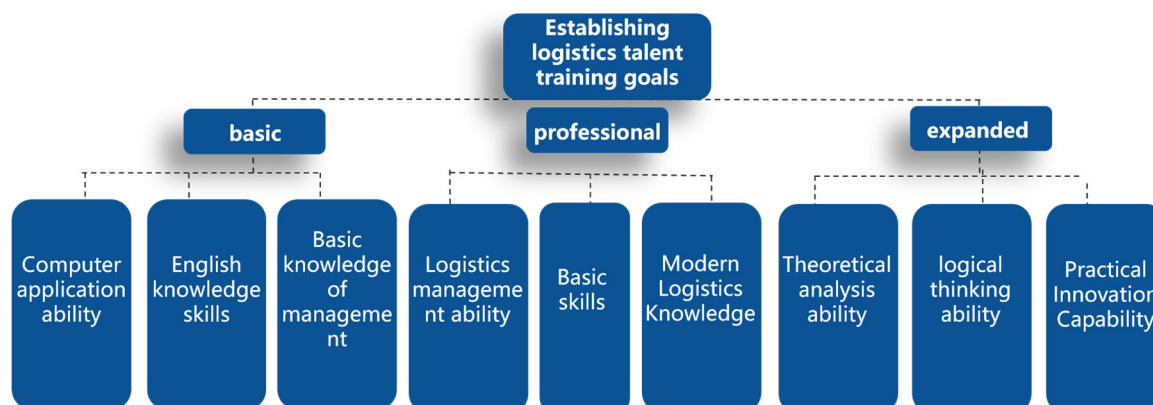 Establishing
logistics talent
training goals
basic
professional
expanded
Computer
application
ability
English
knowledge
skills
Basic
knowledge
of
manageme
nt
Logistics
manageme
nt ability
Basic
skills
Modern
Logistics
Knowledge
Theoretical
analysis
ability
logical
thinking
ability
Practical
Innovation
Capability